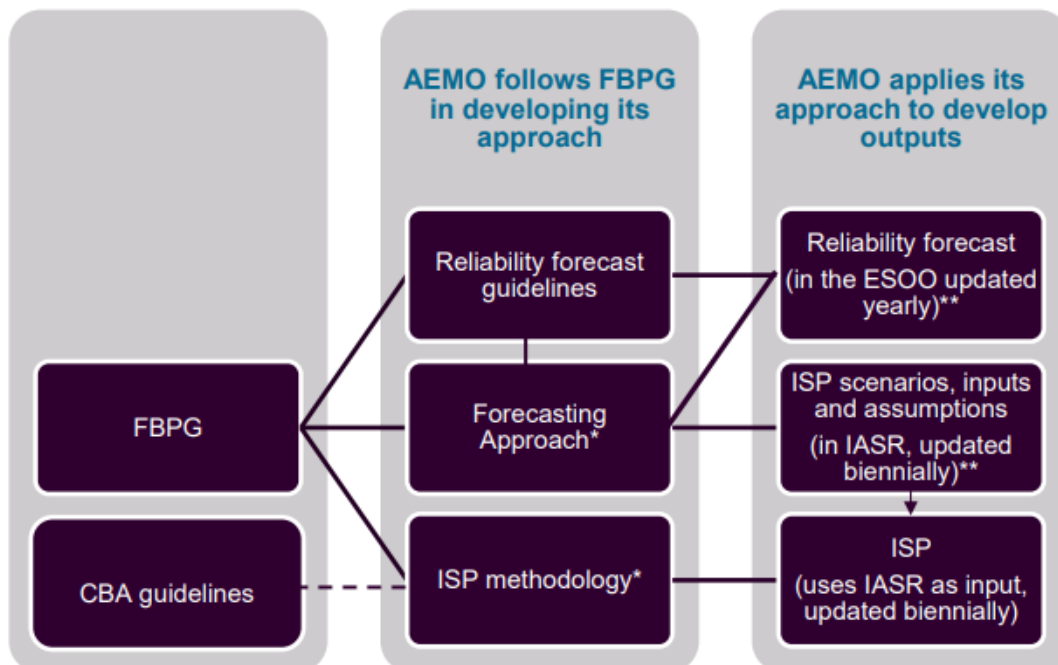 AEMO follows FBPG
in developing its
approach
AEMO applies its
approach to develop
outputs
Reliability forecast
guidelines
Reliability forecast
(in the ESOO updated
yearly)**
FBPG
Forecasting
Approach*
ISP scenarios, inputs
and assumptions
(in IASR, updated
biennially)**
CBA guidelines
ISP methodology*
ISP
(uses IASR as input,
updated biennially)